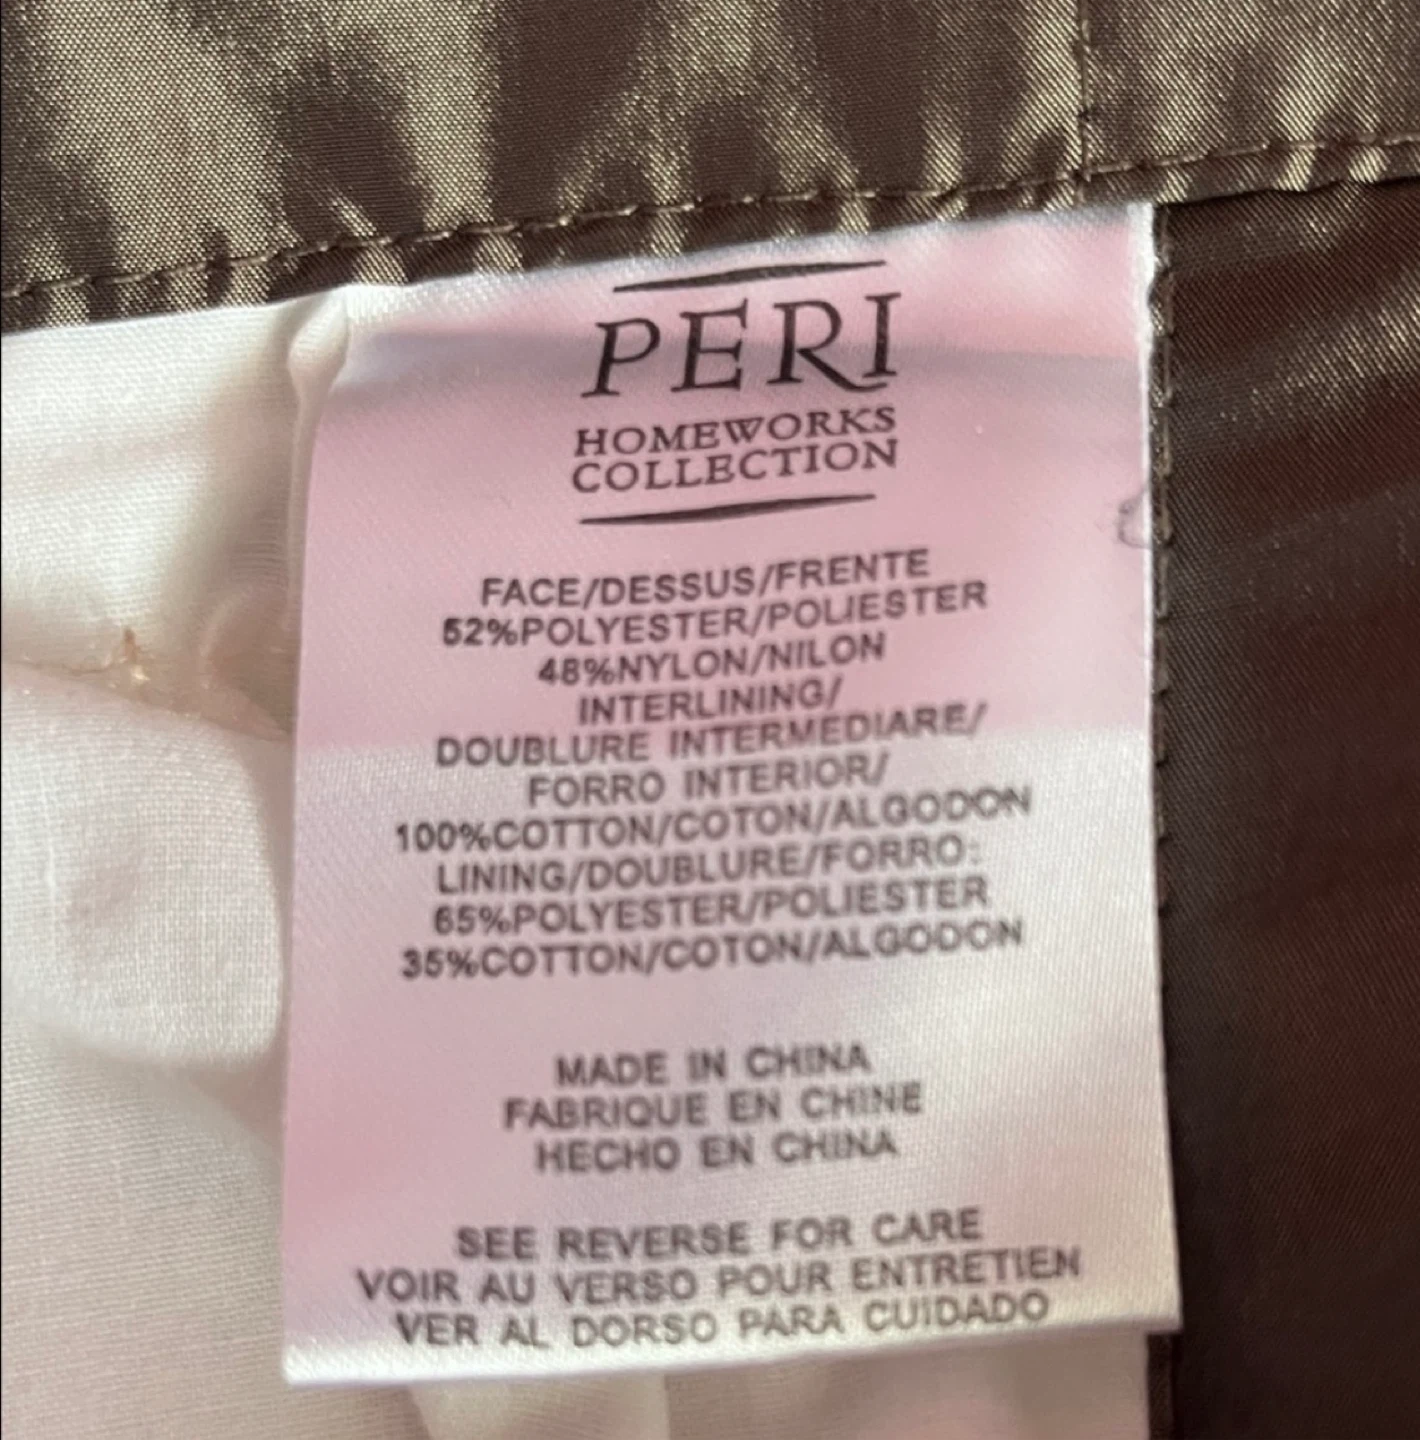 PERI
HOMEWORKS
COLLECTION
FACE/DESSUS/FRENTE
52%POLYESTER/POLIESTER
48%NYLON/NILON
INTERLINING/
DOUBLURE INTERMEDIARE/
FORRO INTERIOR/
100%COTTON/COTON/ALGODON
LINING/DOUBLURE/FORRO:
65%POLYESTER/POLIESTER
35%COTTON/COTON/ALGODON
MADE IN CHINA
FABRIQUE EN CHINE
HECHO EN CHINA
SEE REVERSE FOR CARE
VOIR AU VERSO POUR ENTRETIEN
VER AL DORSO PARA CUIDADO